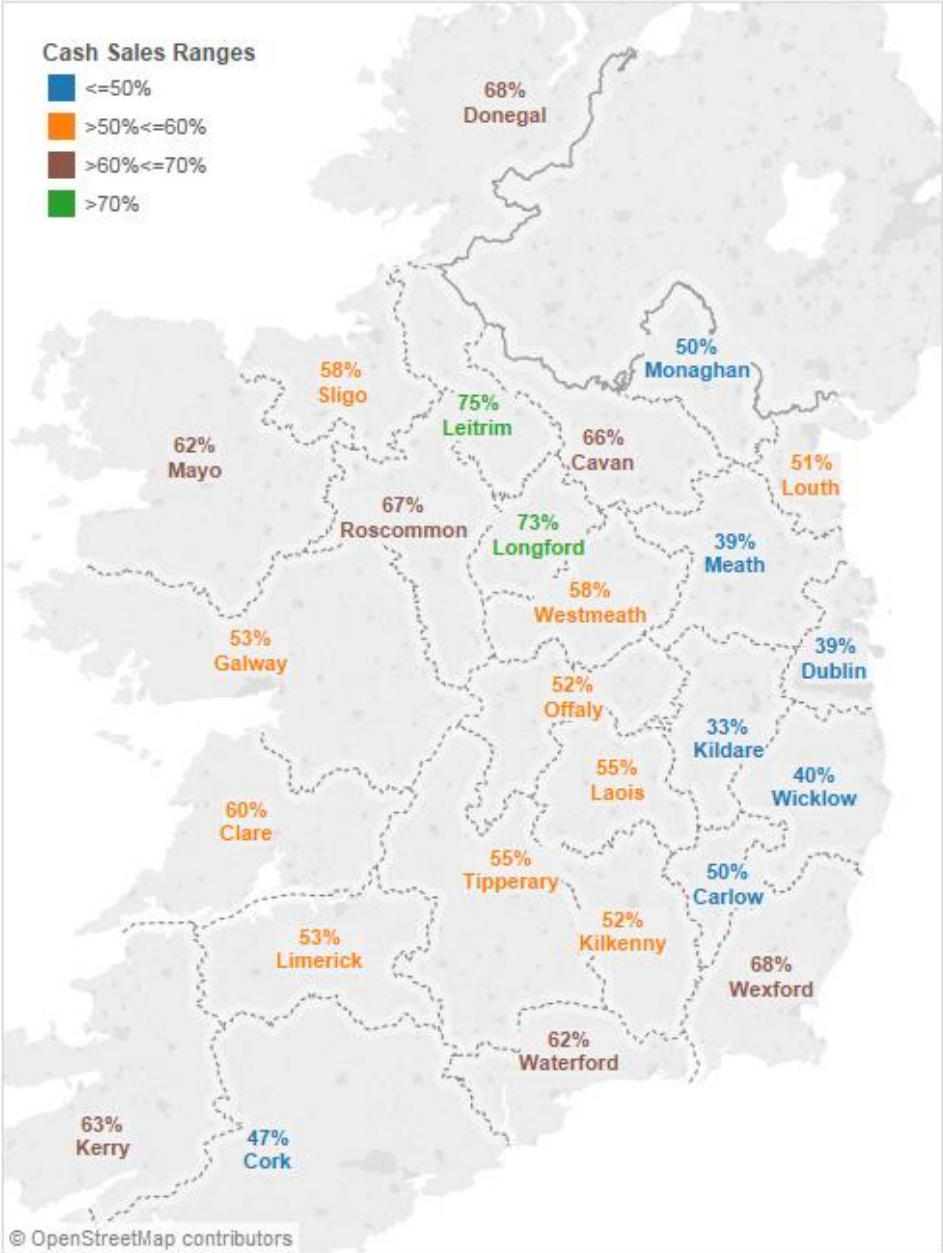 Cash Sales Ranges
<=50%
>50%<=60%
>60%<=70%
>70%
68%
Donegal
50%
Monaghan
58%
Sligo
75%
Leitrim
66%
Cavan
62%
Mayo
51%
Louth
67%
Roscommon
73%
Longford
39%
Meath
58%
Westmeath
53%
Galway
39%
Dublin
52%
Offaly
33%
Kildare
55%
Laois
40%
Wicklow
60%
Clare
55%
Tipperary
50%
Carlow
52%
Kilkenny
53%
Limerick
68%
Wexford
62%
Waterford
63%
Kerry
47%
Cork
© OpenStreetMap contributors